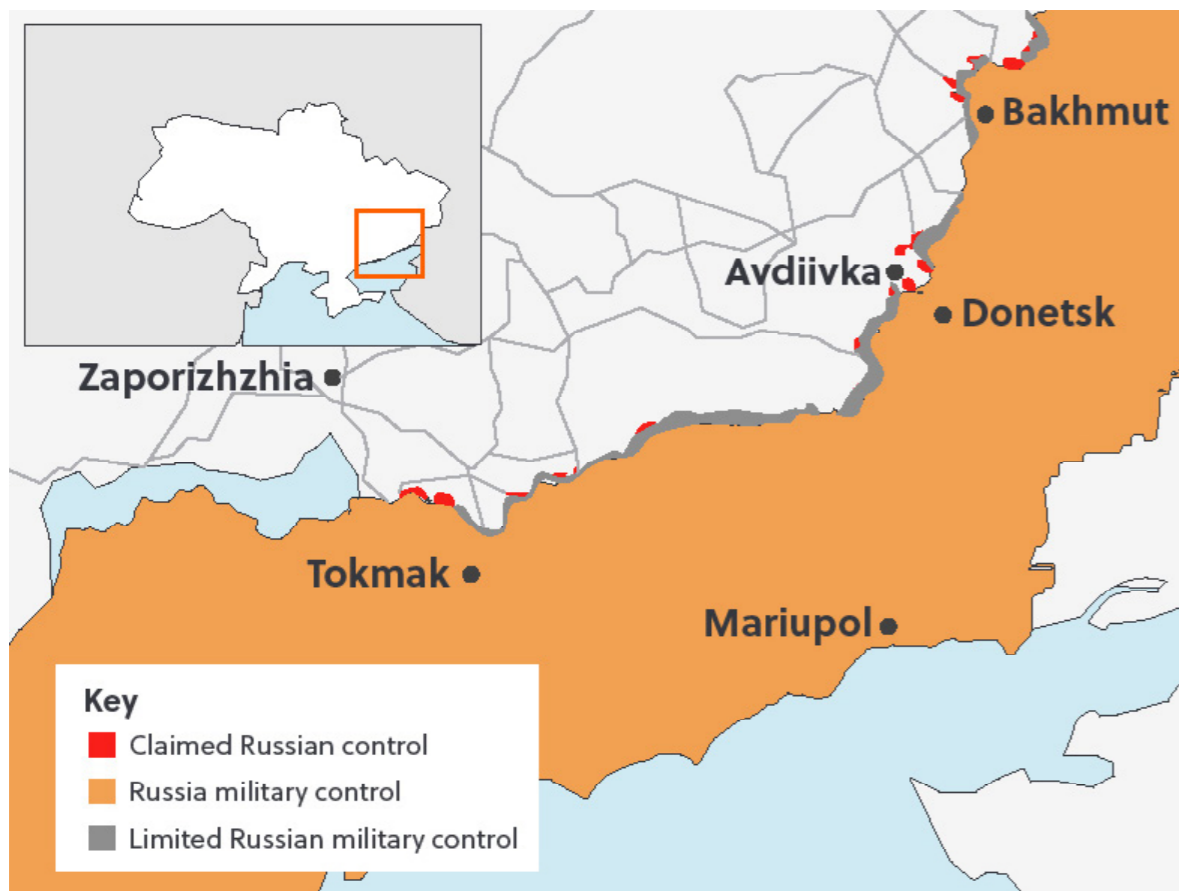 Bakhmut
Avdiivka
Donetsk
Zaporizhzhia
Tokmak
Mariupol
Key
Claimed Russian control
Russia military control
Limited Russian military control